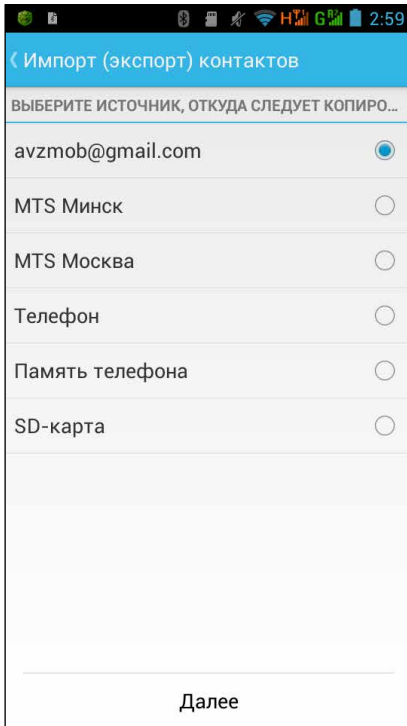 H G 2:59
Импорт (экспорт) контактов
ВЫБЕРИТЕ ИСТОЧНИК, ОТКУДА СЛЕДУЕТ КОПИРО...
avzmob@gmail.com
MTS Минск
MTS Москва
Телефон
Память телефона
SD-карта
Далее